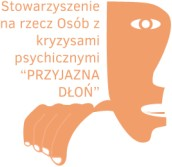 Stowarzyszenie
na rzecz Osób z
kryzysami
psychicznymi
"PRZYJAZNA
DŁOŃ"